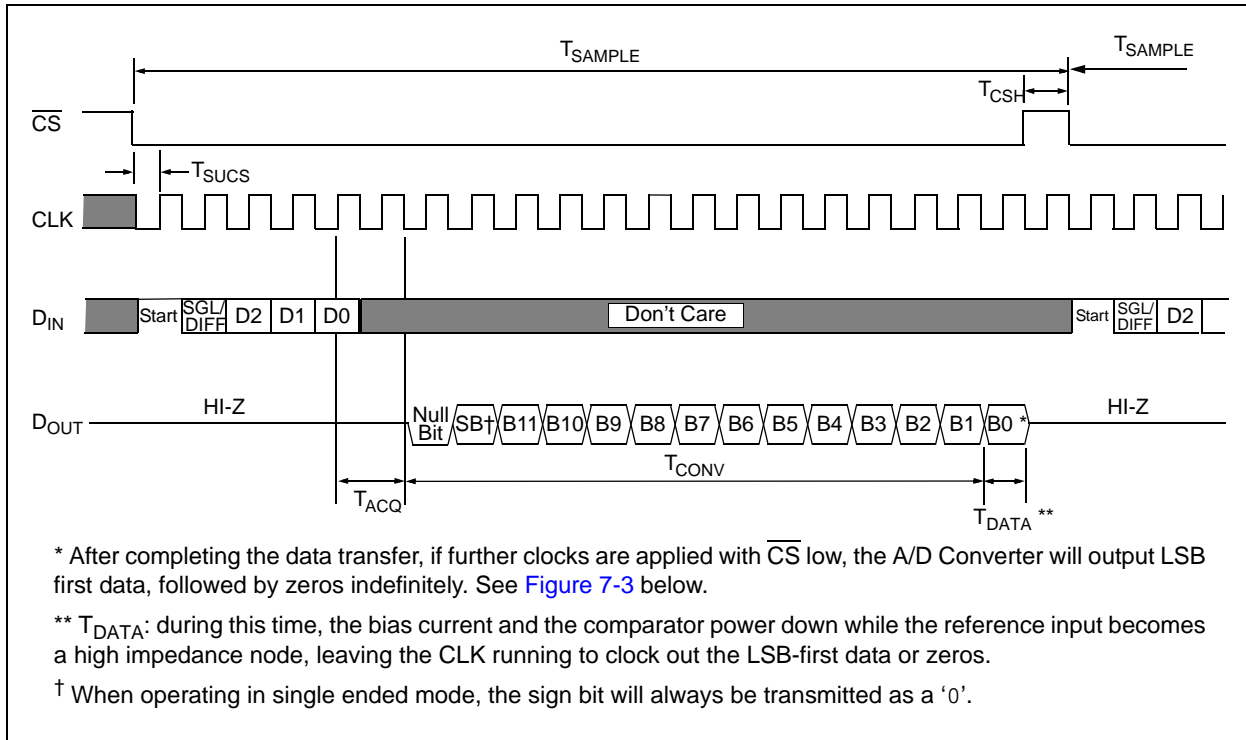 TSAMPLE TSAMPLE
TCSH
CS
TSUCS
CLK
DIN Start SGL/DIFF D2 D1 D0 Don't Care Start SGL/DIFF D2
HI-Z HI-Z
DOUT Null Bit SB† B11 B10 B9 B8 B7 B6 B5 B4 B3 B2 B1 B0 *
TCONV
TACQ TDATA **
* After completing the data transfer, if further clocks are applied with CS low, the A/D Converter will output LSB
first data, followed by zeros indefinitely. See Figure 7-3 below.
** TDATA: during this time, the bias current and the comparator power down while the reference input becomes
a high impedance node, leaving the CLK running to clock out the LSB-first data or zeros.
† When operating in single ended mode, the sign bit will always be transmitted as a ‘0’.